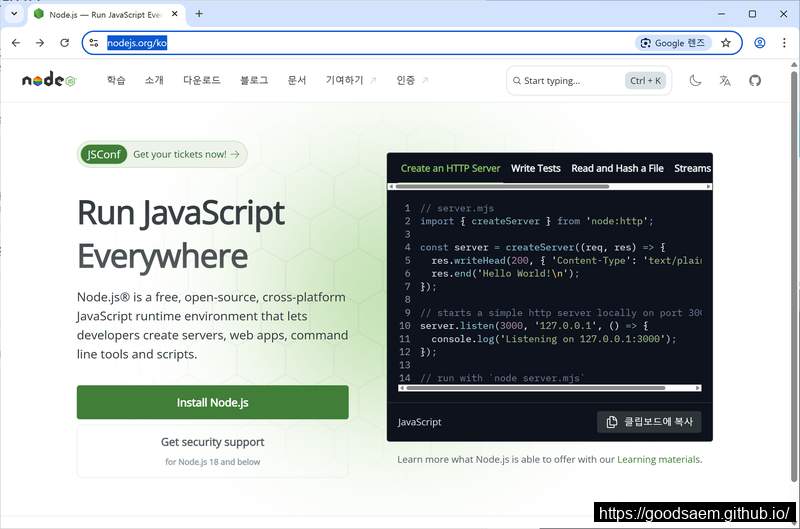 Node.js — Run JavaScript Eve
nodejs.org/ko
Google 렌즈
node
학습 소개 다운로드 블로그 문서 기여하기 인증
Start typing... Ctrl + K
JSConf Get your tickets now!
Run JavaScript
Everywhere
Node.js® is a free, open-source, cross-platform
JavaScript runtime environment that lets
developers create servers, web apps, command
line tools and scripts.
Install Node.js
Get security support
for Node.js 18 and below
Create an HTTP Server Write Tests Read and Hash a File Streams
1 // server.mjs
2 import { createServer } from 'node:http';
3
4 const server = createServer((req, res) => {
5 res.writeHead(200, { 'Content-Type': 'text/plain
6 res.end('Hello World!\n');
7 });
8
9 // starts a simple http server locally on port 300
10 server.listen(3000, '127.0.0.1', () => {
11 console.log('Listening on 127.0.0.1:3000');
12 });
13
14 // run with `node server.mjs`
JavaScript 클립보드에 복사
Learn more what Node.js is able to offer with our Learning materials.
https://goodsaem.github.io/